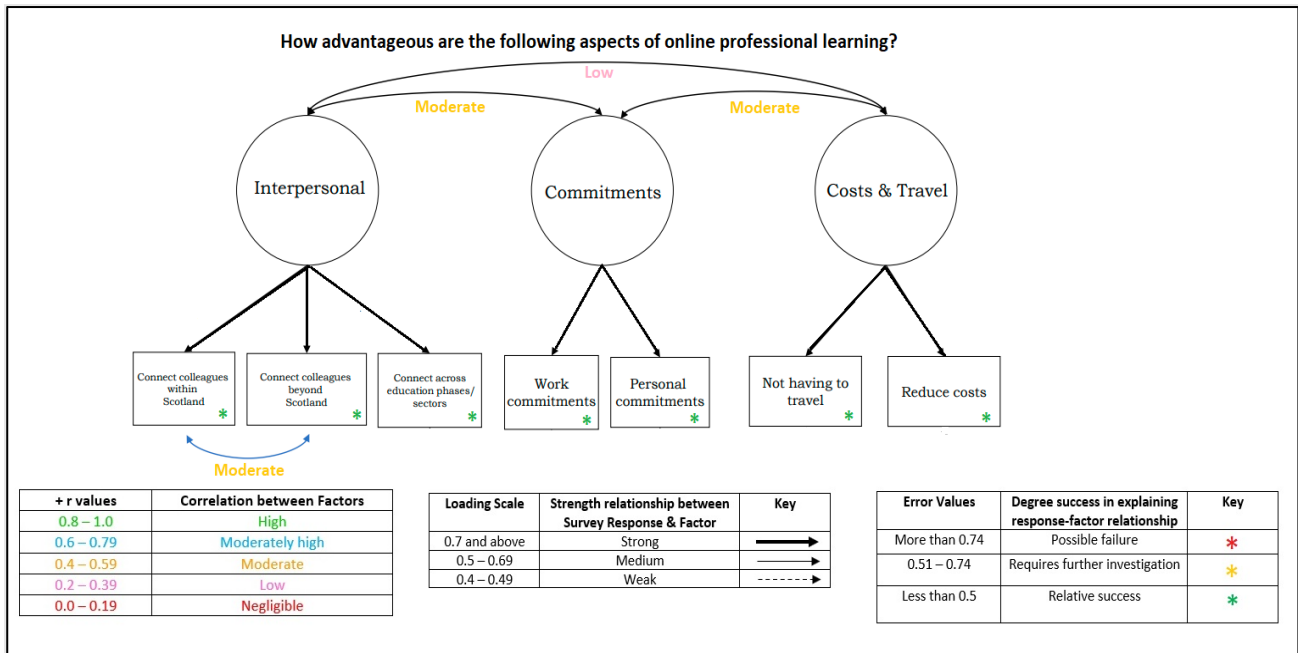 How advantageous are the following aspects of online professional learning?
Low
Moderate
Moderate
Interpersonal
Commitments
Costs & Travel
Connect colleagues
within
Scotland
*
Connect colleagues
beyond
Scotland
*
Connect across
education phases/
sectors
*
Work
commitments
*
Personal
commitments
*
Not having to
travel
*
Reduce costs
*
Moderate
+ r values Correlation between Factors
0.8 – 1.0 High
0.6 – 0.79 Moderately high
0.4 – 0.59 Moderate
0.2 – 0.39 Low
0.0 – 0.19 Negligible
Loading Scale Strength relationship between Key
Survey Response & Factor
0.7 and above Strong
0.5 – 0.69 Medium
0.4 – 0.49 Weak
Error Values Degree success in explaining Key
response-factor relationship
More than 0.74 Possible failure *
0.51 – 0.74 Requires further investigation *
Less than 0.5 Relative success *